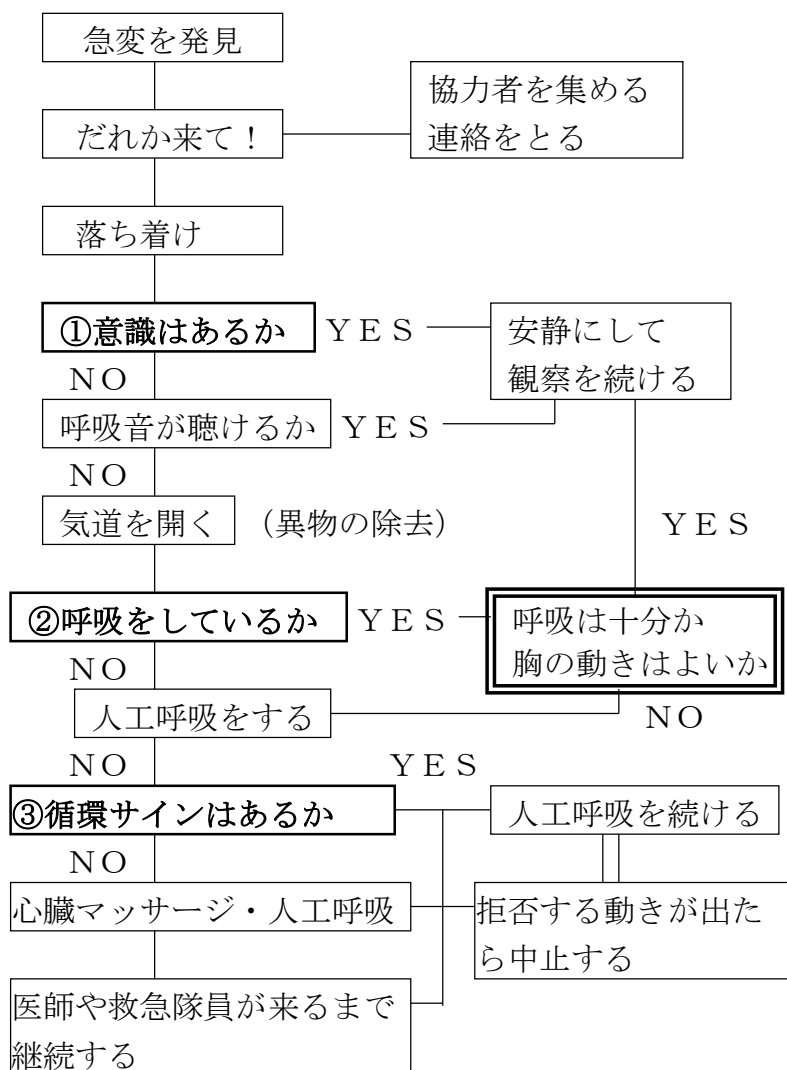 急変を発見
だれか来て！
協力者を集める
連絡をとる
落ち着け
①意識はあるか
ＹＥＳ
安静にして
観察を続ける
ＮＯ
呼吸音が聴けるか
ＹＥＳ
ＮＯ
気道を開く
（異物の除去）
ＹＥＳ
②呼吸をしているか
ＹＥＳ
呼吸は十分か
胸の動きはよいか
ＮＯ
人工呼吸をする
ＮＯ
ＮＯ
ＹＥＳ
③循環サインはあるか
人工呼吸を続ける
ＮＯ
心臓マッサージ・人工呼吸
拒否する動きが出た
ら中止する
医師や救急隊員が来るまで
継続する